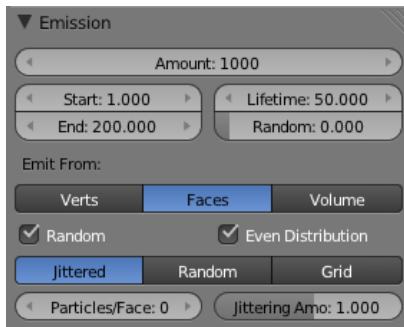 Emission
Amount: 1000
Start: 1.000 Lifetime: 50.000
End: 200.000 Random: 0.000
Emit From:
Verts Faces Volume
Random Even Distribution
Jittered Random Grid
Particles/Face: 0 Jittering Amo: 1.000